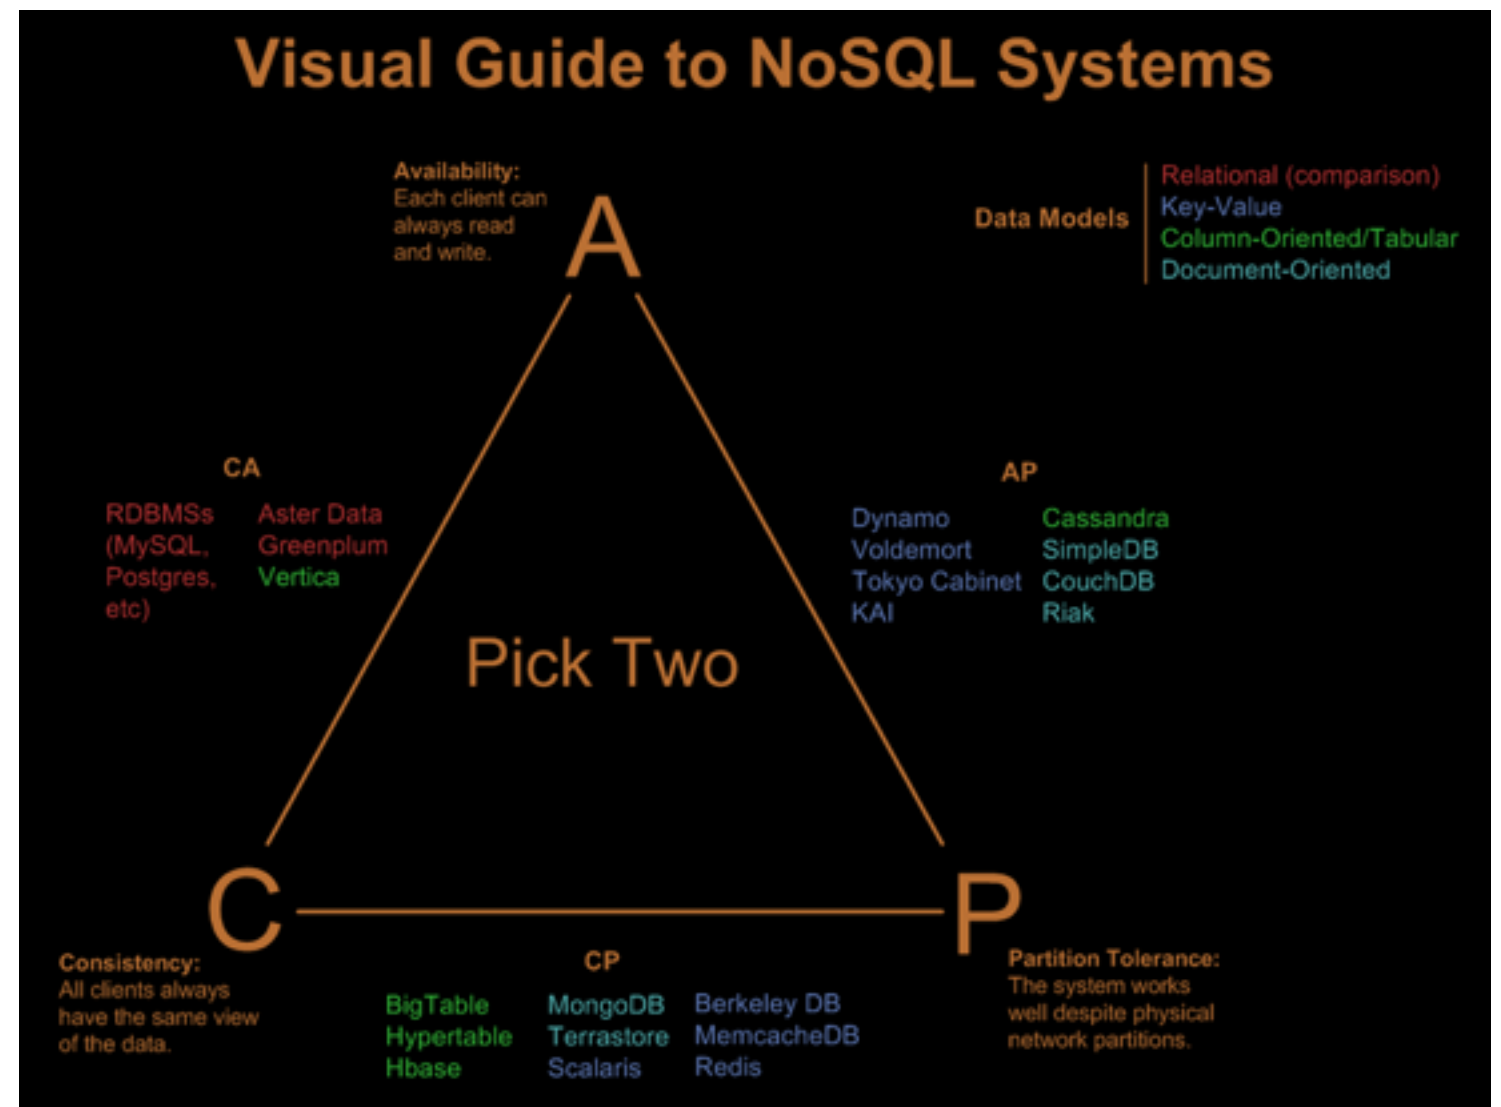 Visual Guide to NoSQL Systems
Availability:
Each client can
always read
and write.
A
Data Models
Relational (comparison)
Key-Value
Column-Oriented/Tabular
Document-Oriented
CA
RDBMSs
(MySQL,
Postgres,
etc)
Aster Data
Greenplum
Vertica
AP
Dynamo
Voldemort
Tokyo Cabinet
KAI
Cassandra
SimpleDB
CouchDB
Riak
Pick Two
C
Consistency:
All clients always
have the same view
of the data.
P
Partition Tolerance:
The system works
well despite physical
network partitions.
CP
BigTable
Hypertable
Hbase
MongoDB
Terrastore
Scalaris
Berkeley DB
MemcacheDB
Redis